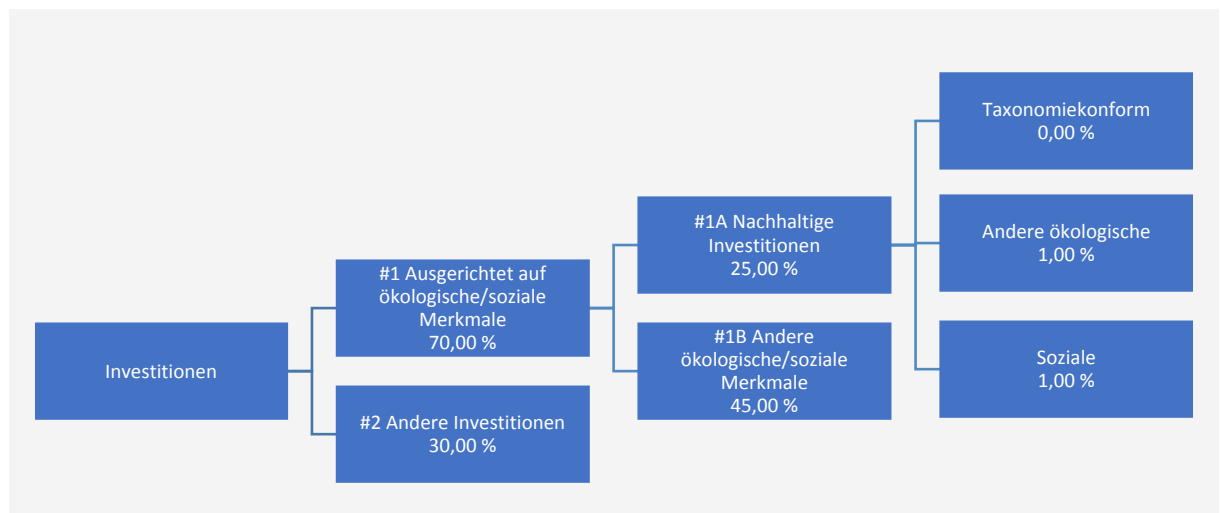 Investitionen
#1 Ausgerichtet auf
ökologische/soziale
Merkmale
70,00 %
#2 Andere Investitionen
30,00 %
#1A Nachhaltige
Investitionen
25,00 %
#1B Andere
ökologische/soziale
Merkmale
45,00 %
Taxonomiekonform
0,00 %
Andere ökologische
1,00 %
Soziale
1,00 %